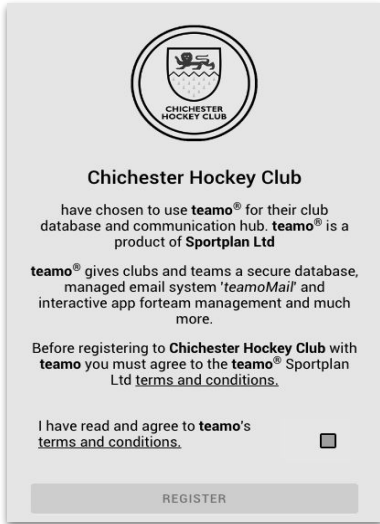 CHICHESTER
HOCKEY CLUB
Chichester Hockey Club
have chosen to use teamo® for their club
database and communication hub. teamo® is a
product of Sportplan Ltd
teamo® gives clubs and teams a secure database,
managed email system 'teamoMail' and
interactive app forteam management and much
more.
Before registering to Chichester Hockey Club with
teamo you must agree to the teamo® Sportplan
Ltd terms and conditions.
I have read and agree to teamo's
terms and conditions.
REGISTER